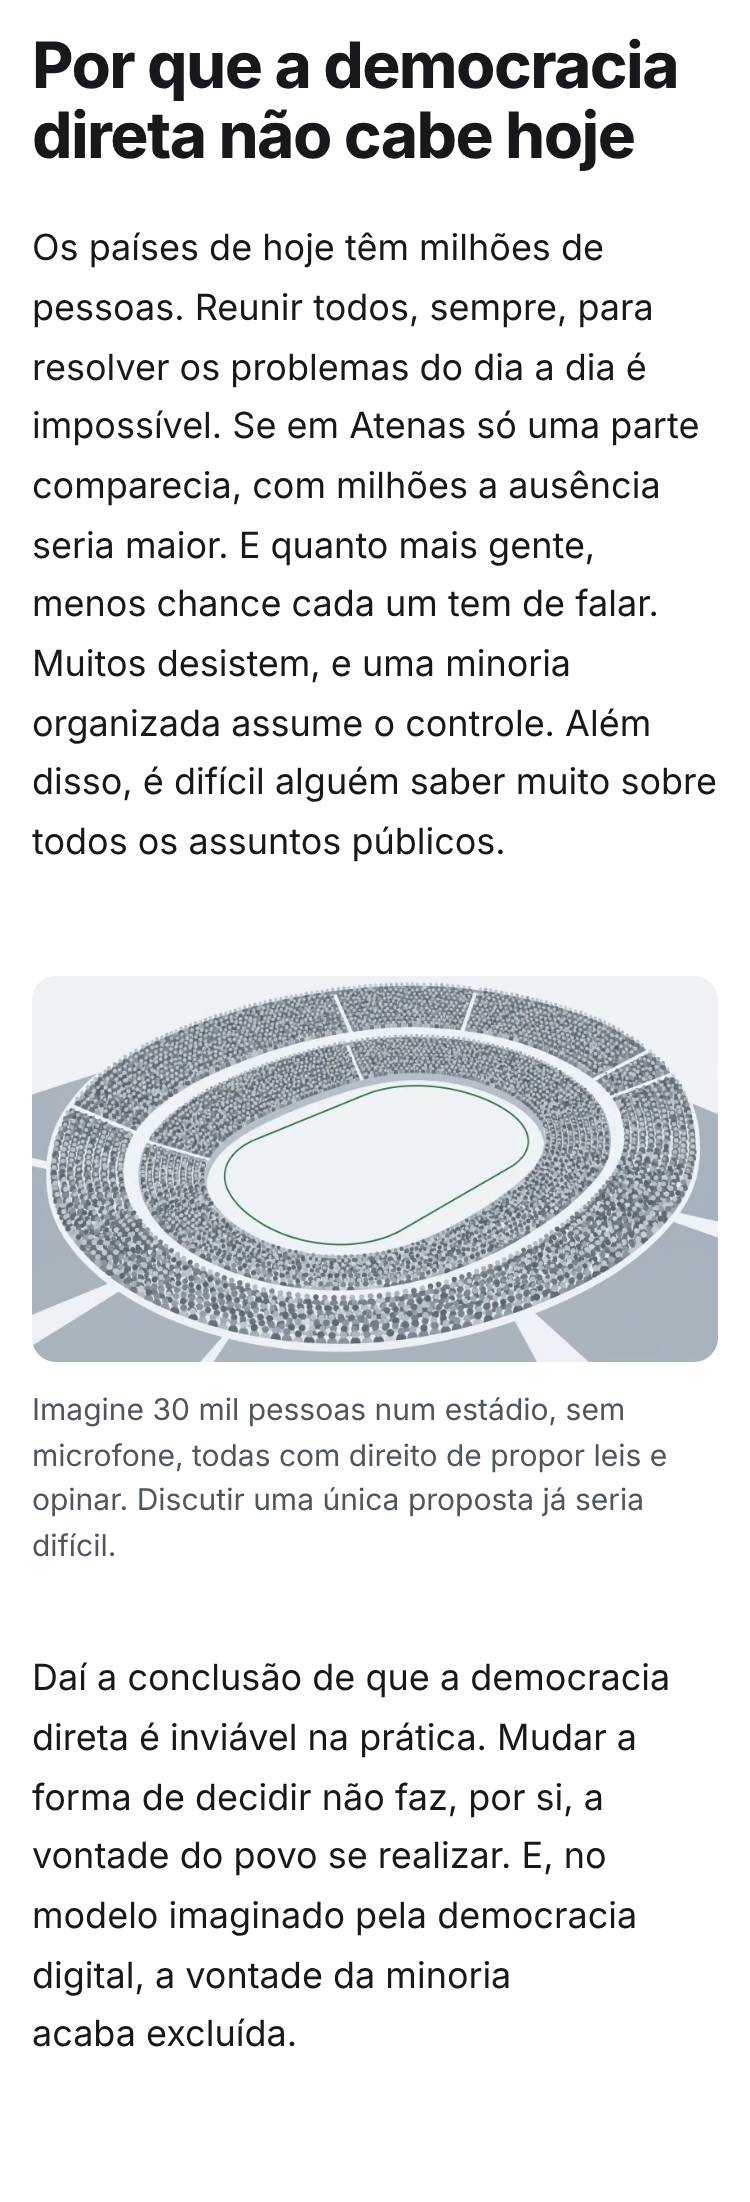 Por que a democracia
direta não cabe hoje
Os países de hoje têm milhões de
pessoas. Reunir todos, sempre, para
resolver os problemas do dia a dia é
impossível. Se em Atenas só uma parte
comparecia, com milhões a ausência
seria maior. E quanto mais gente,
menos chance cada um tem de falar.
Muitos desistem, e uma minoria
organizada assume o controle. Além
disso, é difícil alguém saber muito sobre
todos os assuntos públicos.
Imagine 30 mil pessoas num estádio, sem
microfone, todas com direito de propor leis e
opinar. Discutir uma única proposta já seria
difícil.
Daí a conclusão de que a democracia
direta é inviável na prática. Mudar a
forma de decidir não faz, por si, a
vontade do povo se realizar. E, no
modelo imaginado pela democracia
digital, a vontade da minoria
acaba excluída.